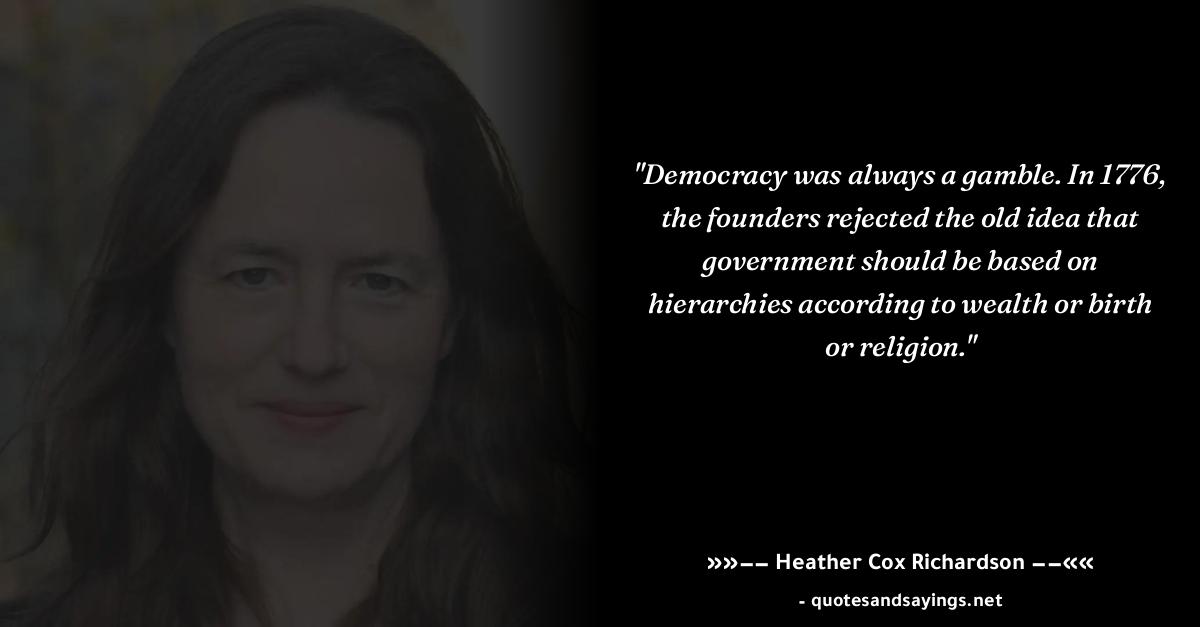 "Democracy was always a gamble. In 1776,
the founders rejected the old idea that
government should be based on
hierarchies according to wealth or birth
or religion."
»»−− Heather Cox Richardson −−««
- quotesandsayings.net